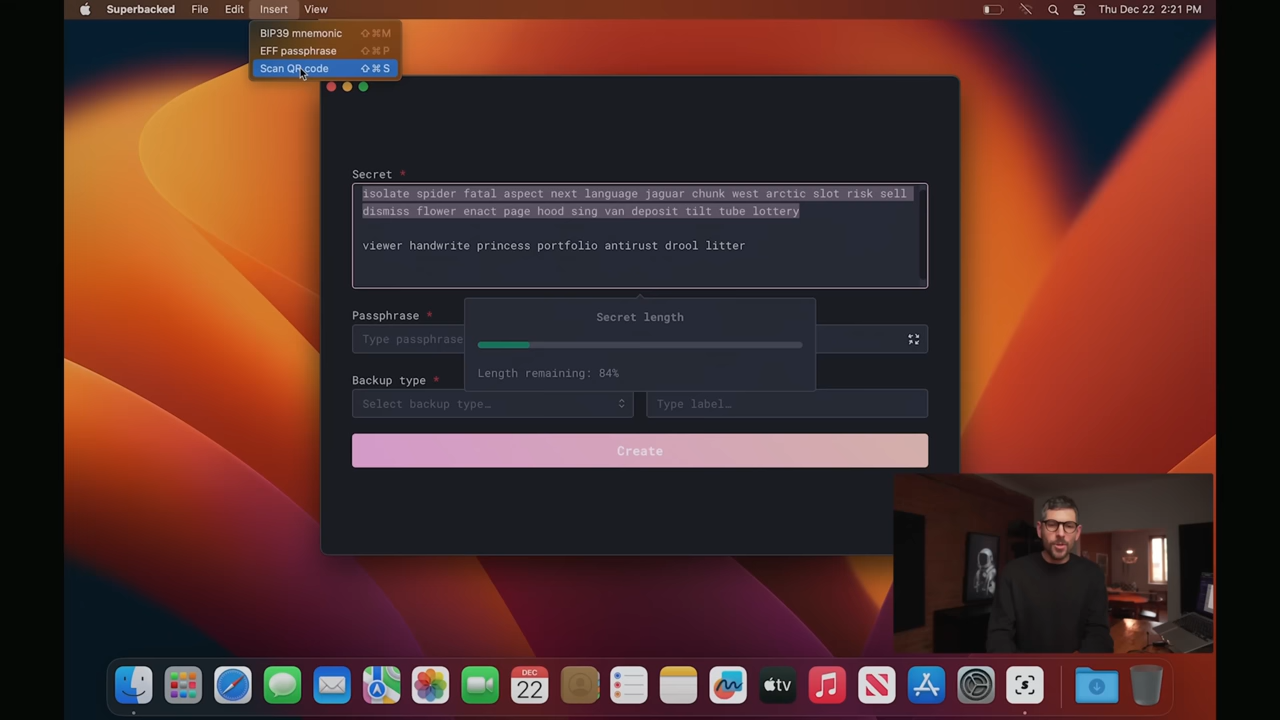 Superbacked File Edit Insert View Thu Dec 22 2:21 PM
BIP39 mnemonic ⇧⌘M
EFF passphrase ⇧⌘P
Scan QR code ⇧⌘S
Secret *
isolate spider fatal aspect next language jaguar chunk west arctic slot risk sell
dismiss flower enact page hood sing van deposit tilt tube lottery
viewer handwrite princess portfolio antirust drool litter
Secret length
Length remaining: 84%
Passphrase *
Type passphrase
Backup type *
Select backup type…
Type label…
Create
DEC
22
tv